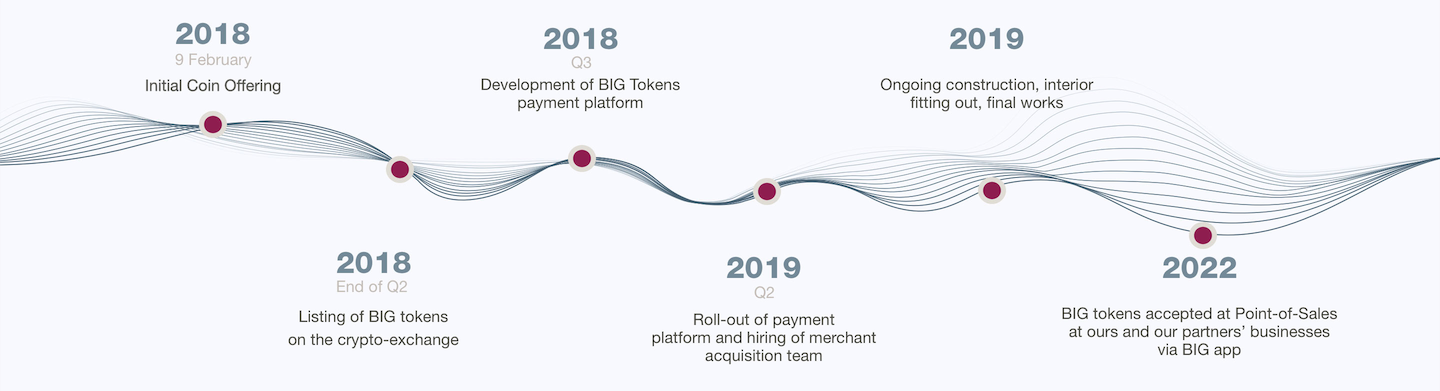 2018
9 February
Initial Coin Offering
2018
End of Q2
Listing of BIG tokens
on the crypto-exchange
2018
Q3
Development of BIG Tokens
payment platform
2019
Q2
Roll-out of payment
platform and hiring of merchant
acquisition team
2019
Ongoing construction, interior
fitting out, final works
2022
BIG tokens accepted at Point-of-Sales
at ours and our partners’ businesses
via BIG app